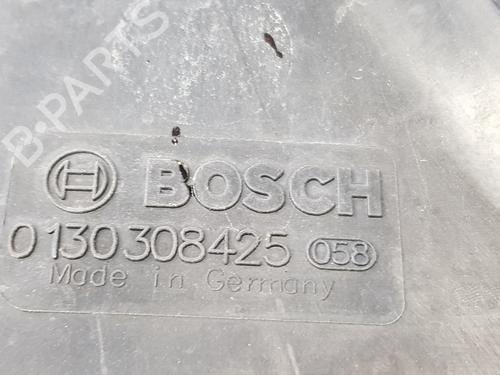 B-PARTS
BOSCH
0 130 308 425 058
Made in Germany